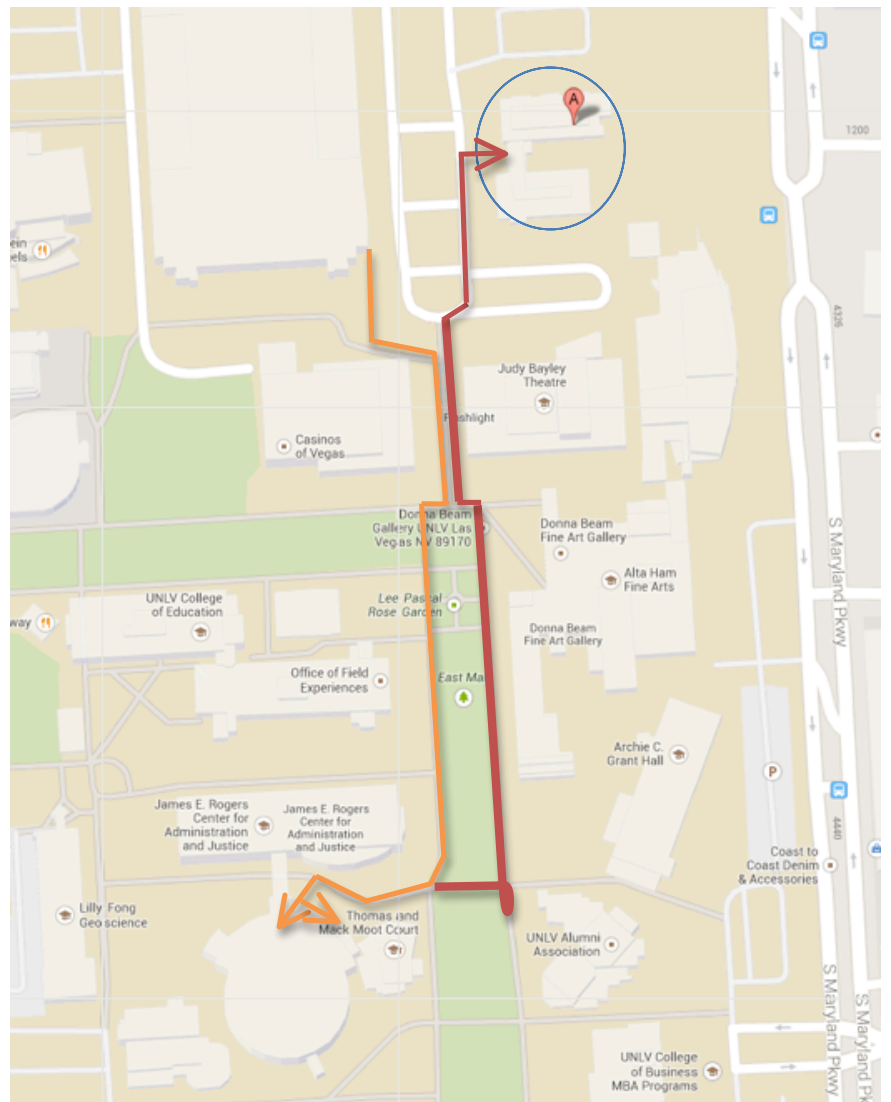 A
1200
ein
els
4326
Judy Bayley
Theatre
Casinos
of Vegas
Donna Beam
Gallery UNLV Las
Vegas NV 89170
Donna Beam
Fine Art Gallery
S Maryland Pkwy
Alta Ham
Fine Arts
UNLV College
of Education
Lee Pascal
Rose Garden
way
Donna Beam
Fine Art Gallery
Office of Field
Experiences
East Ma
Archie C.
Grant Hall
P
James E. Rogers
Center for
Administration
and Justice
James E. Rogers
Center for
Administration
and Justice
4440
Coast to
Coast Denim
& Accessories
Lilly Fong
Geoscience
Thomas and
Mack Moot Court
UNLV Alumni
Association
S Maryland Pkwy
S Maryland Pk
UNLV College
of Business
MBA Programs